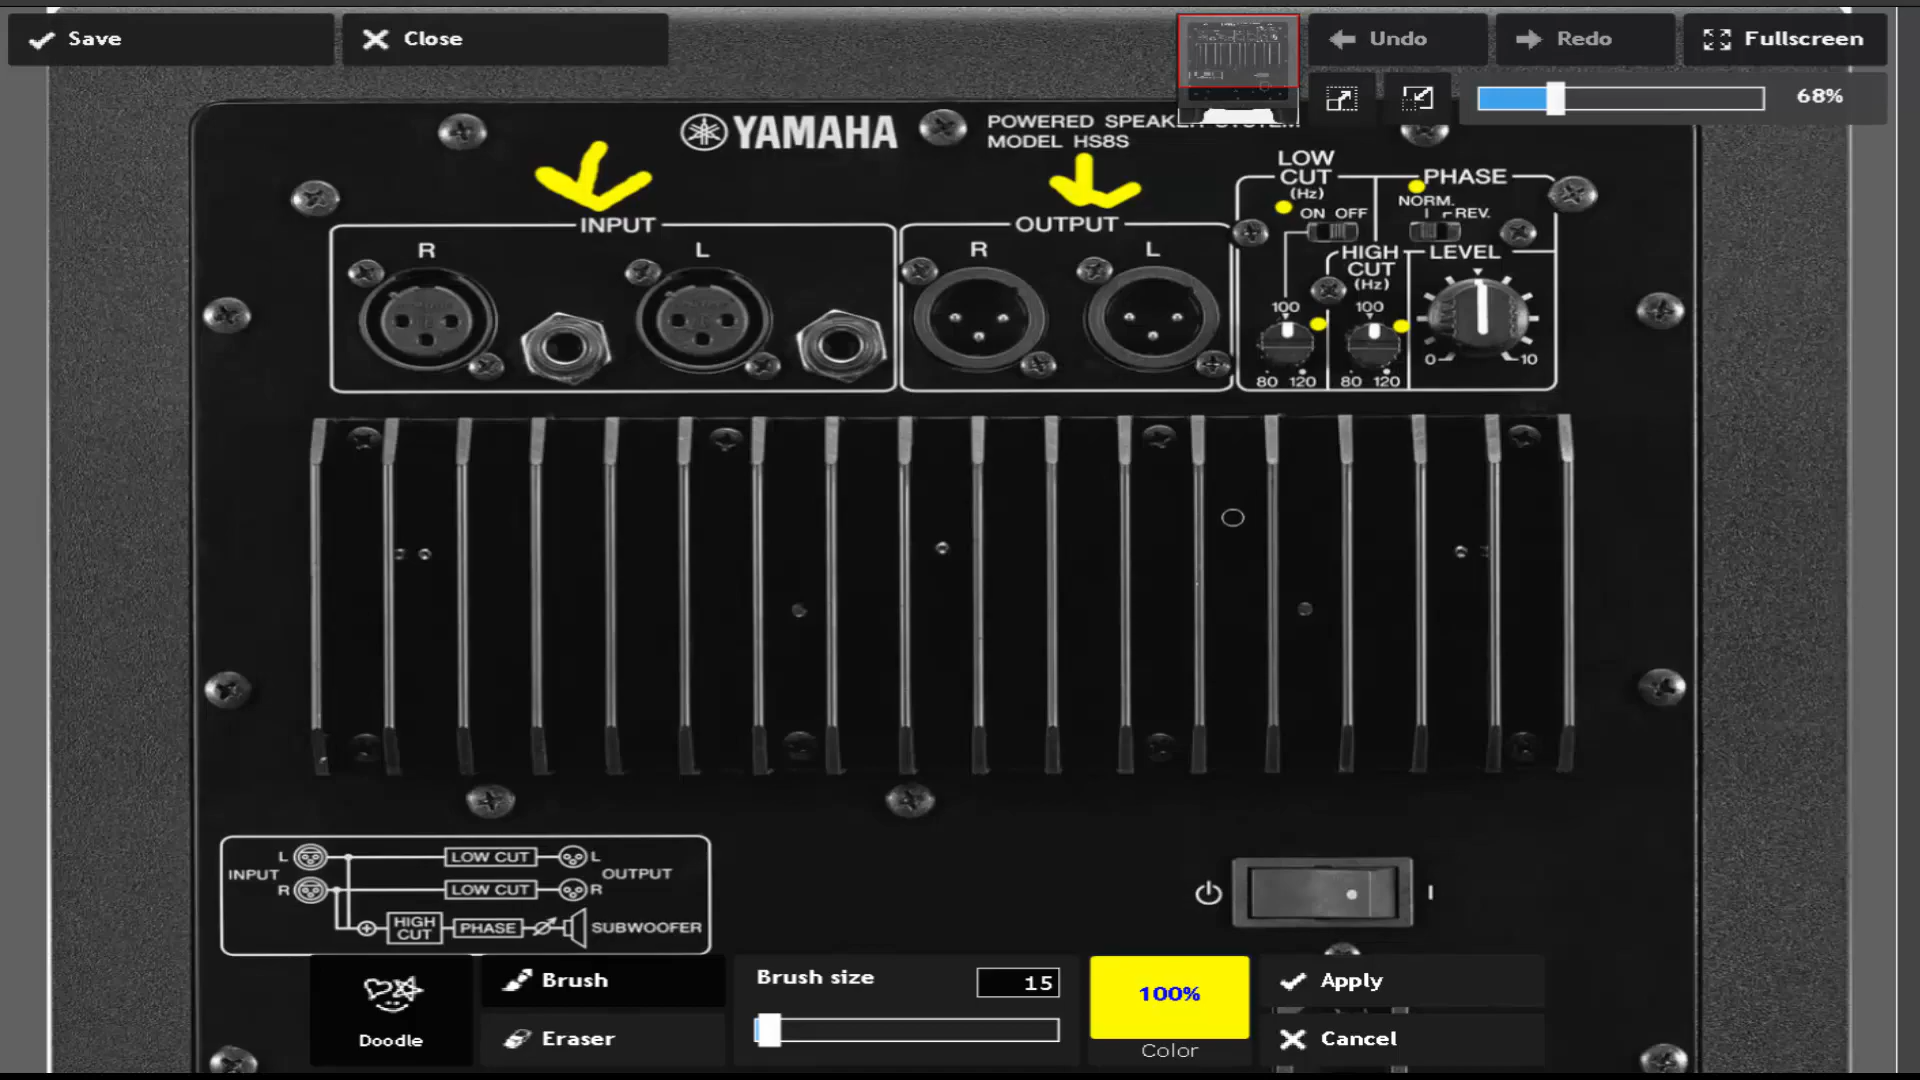 Save
Close
Undo
Redo
Fullscreen
68%
YAMAHA
POWERED SPEAKER SYSTEM
MODEL HS8S
LOW
CUT
(Hz)
ON OFF
PHASE
NORM.
REV.
INPUT
R
L
OUTPUT
R
L
HIGH
CUT
(Hz)
LEVEL
100
80 120
100
80 120
0
10
INPUT
L
R
LOW CUT
LOW CUT
L
R
OUTPUT
HIGH
CUT
PHASE
SUBWOOFER
I
Doodle
Brush
Eraser
Brush size
15
100%
Color
Apply
Cancel